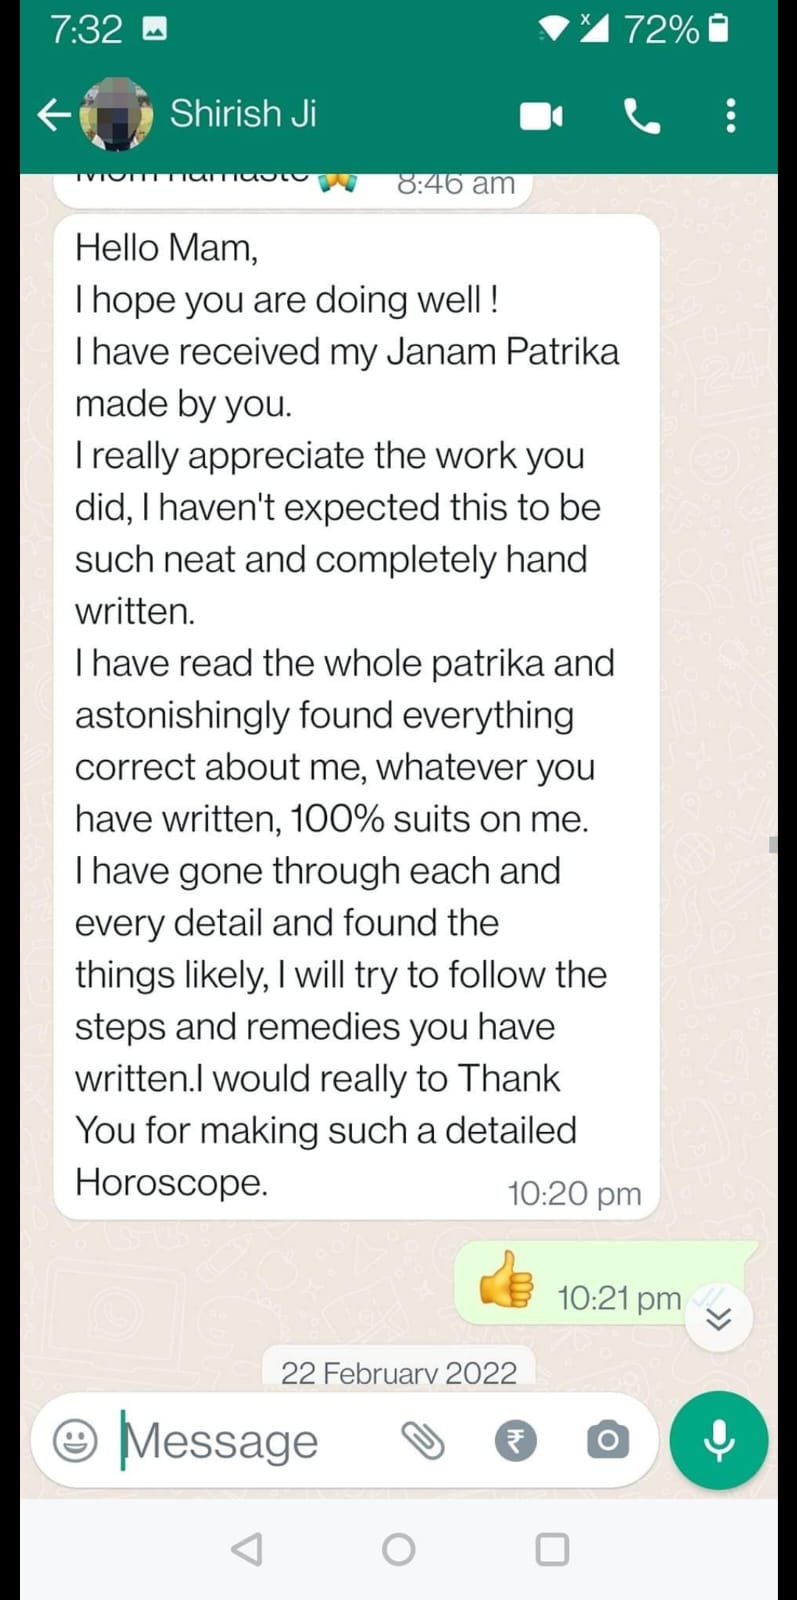 7:32 72%
Shirish Ji
Mom namaste 🙏 8:46 am
Hello Mam,
I hope you are doing well !
I have received my Janam Patrika
made by you.
I really appreciate the work you
did, I haven't expected this to be
such neat and completely hand
written.
I have read the whole patrika and
astonishingly found everything
correct about me, whatever you
have written, 100% suits on me.
I have gone through each and
every detail and found the
things likely, I will try to follow the
steps and remedies you have
written.I would really to Thank
You for making such a detailed
Horoscope.
10:20 pm
👍 10:21 pm
22 February 2022
Message